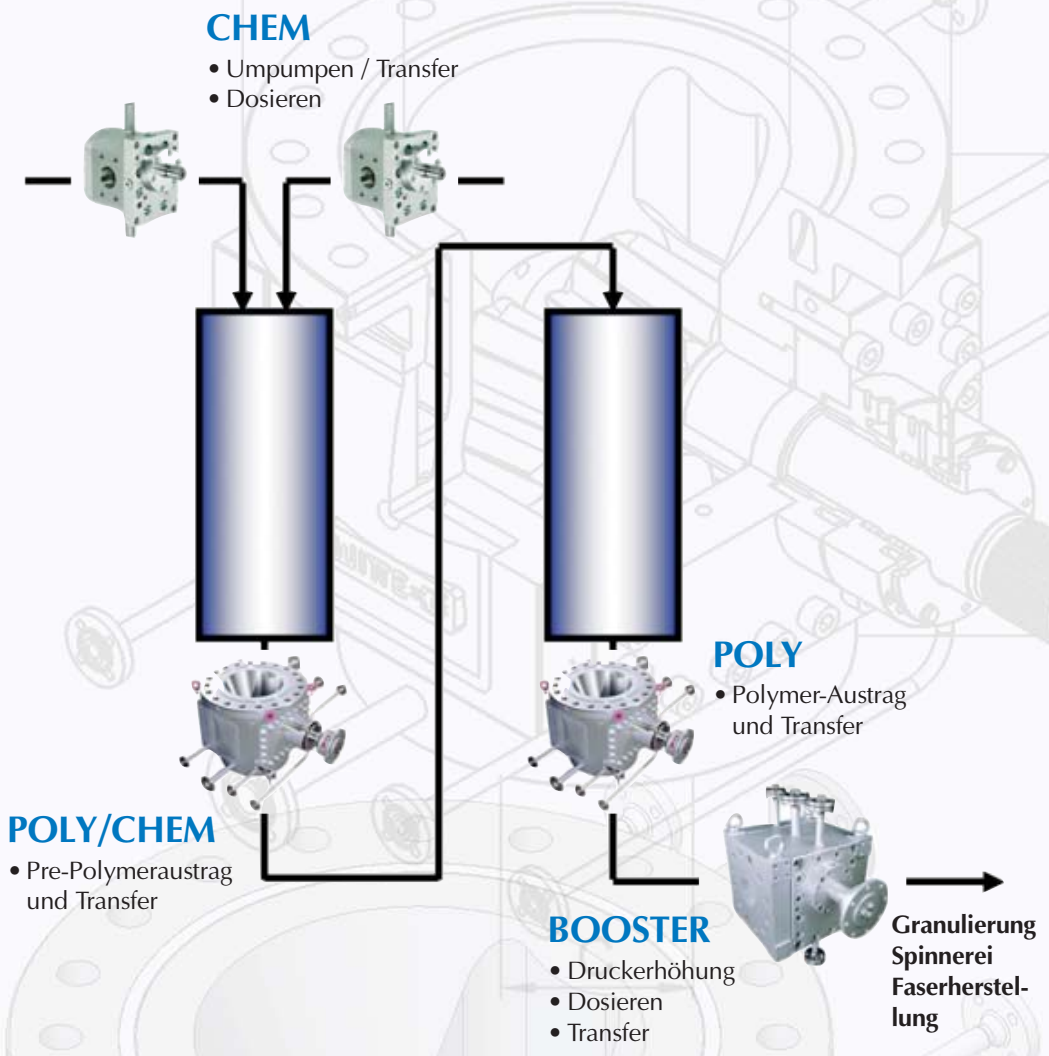 CHEM
• Umpumpen / Transfer
• Dosieren
POLY
• Polymer-Austrag
und Transfer
POLY/CHEM
• Pre-Polymeraustrag
und Transfer
BOOSTER
• Druckerhöhung
• Dosieren
• Transfer
Granulierung
Spinnerei
Faserherstel-
lung